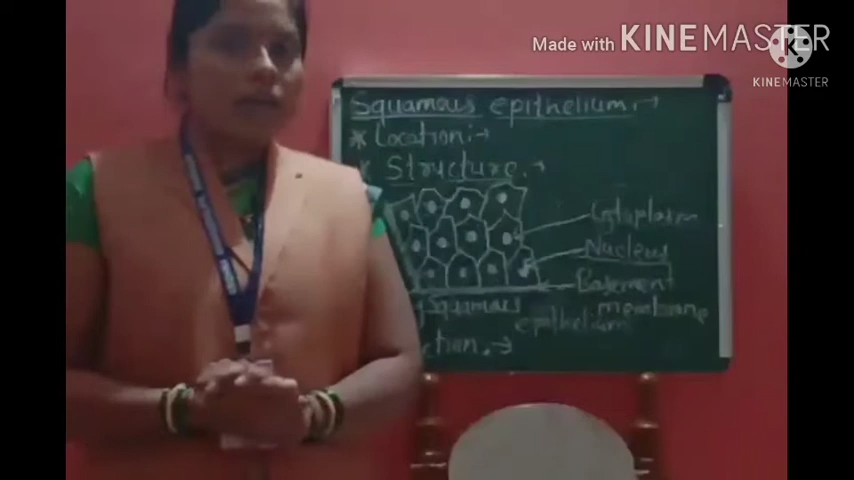 Made with KINEMASTER
K
KINEMASTER
Squamous epithelium :→
* Location :→
* Structure :→
Cytoplasm
Nucleus
Basement
membrane
Squamous
epithelium
ction :→